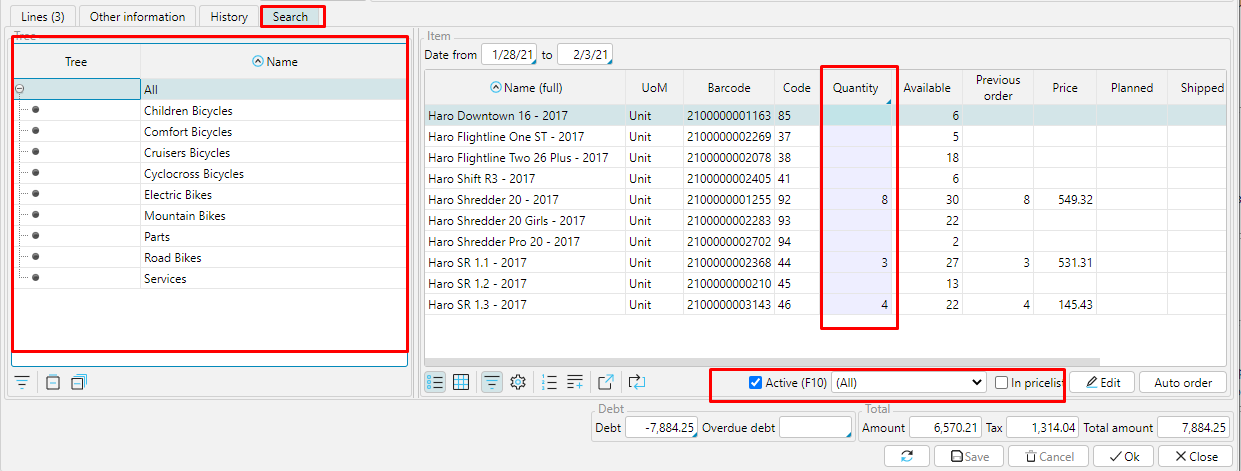 Lines (3) Other information History Search
Tree
Tree Name
All
Children Bicycles
Comfort Bicycles
Cruisers Bicycles
Cyclocross Bicycles
Electric Bikes
Mountain Bikes
Parts
Road Bikes
Services
Item
Date from 1/28/21 to 2/3/21
Name (full) UoM Barcode Code Quantity Available Previous order Price Planned Shipped
Haro Downtown 16 - 2017 Unit 2100000001163 85 6
Haro Flightline One ST - 2017 Unit 2100000002269 37 5
Haro Flightline Two 26 Plus - 2017 Unit 2100000002078 38 18
Haro Shift R3 - 2017 Unit 2100000002405 41 6
Haro Shredder 20 - 2017 Unit 2100000001255 92 8 30 8 549.32
Haro Shredder 20 Girls - 2017 Unit 2100000002283 93 22
Haro Shredder Pro 20 - 2017 Unit 2100000002702 94 2
Haro SR 1.1 - 2017 Unit 2100000002368 44 3 27 3 531.31
Haro SR 1.2 - 2017 Unit 2100000000210 45 13
Haro SR 1.3 - 2017 Unit 2100000003143 46 4 22 4 145.43
Active (F10) (All) In pricelist Edit Auto order
Debt
Debt -7,884.25 Overdue debt
Total
Amount 6,570.21 Tax 1,314.04 Total amount 7,884.25
Save Cancel Ok Close